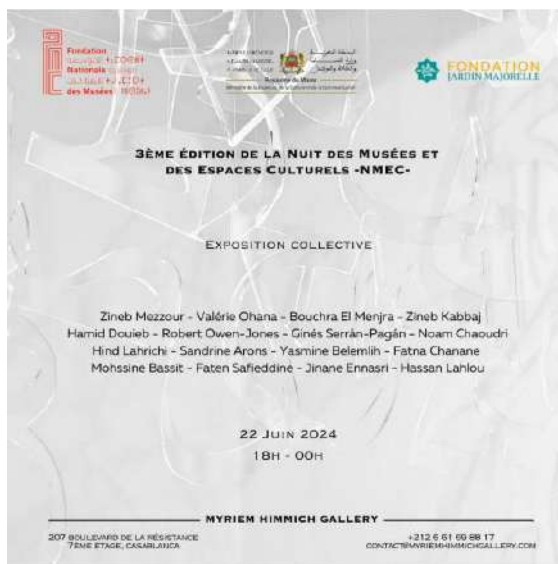 Fondation
Nationale
des Musées
Royaume du Maroc
FONDATION
JARDIN MAJORELLE
3ÈME ÉDITION DE LA NUIT DES MUSÉES ET
DES ESPACES CULTURELS -NMEC-
EXPOSITION COLLECTIVE
Zineb Mezzour - Valérie Ohana - Bouchra El Menjra - Zineb Kabbaj
Hamid Douieb - Robert Owen-Jones - Ginés Serrán-Pagán - Noam Chaoudri
Hind Lahrichi - Sandrine Arons - Yasmine Belemlih - Fatna Chanane
Mohssine Bassit - Faten Safieddine - Jinane Ennasri - Hassan Lahlou
22 JUIN 2024
18H - 00H
MYRIEM HIMMICH GALLERY
207 BOULEVARD DE LA RÉSISTANCE
7ÈME ETAGE, CASABLANCA
+212 6 61 69 88 17
CONTACT@MYRIEMHIMMICHGALLERY.COM